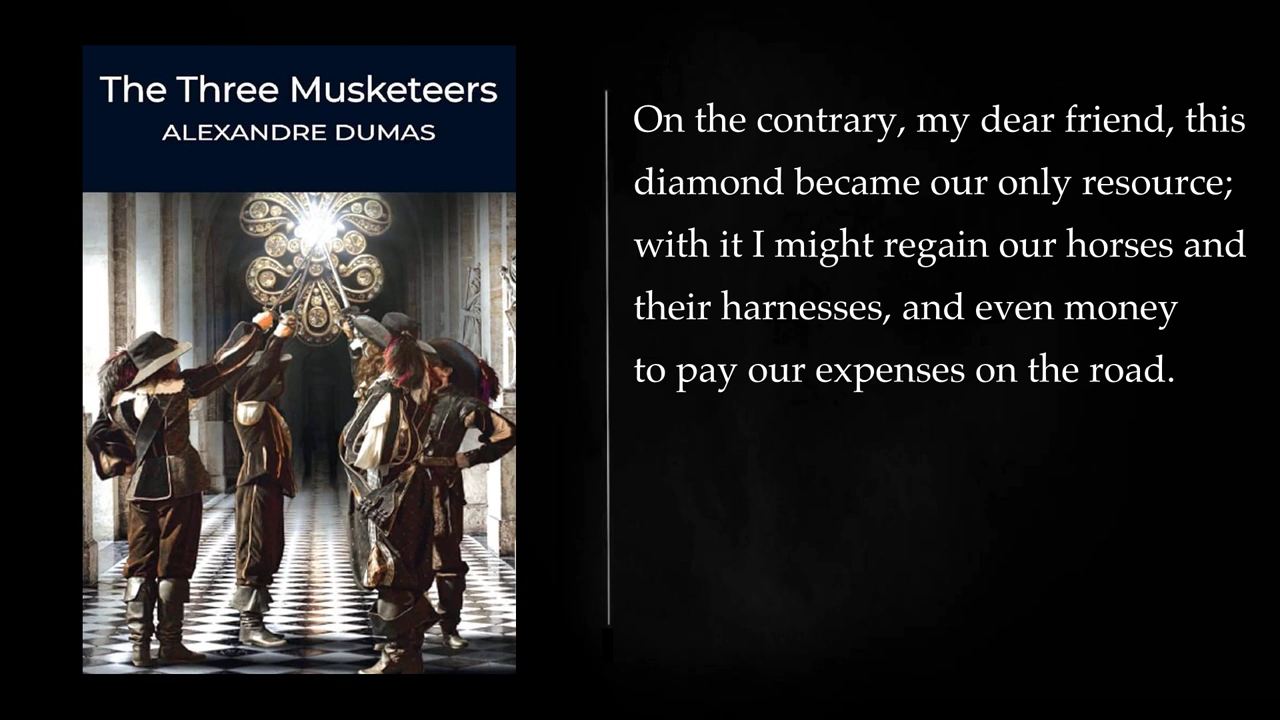 The Three Musketeers
ALEXANDRE DUMAS
On the contrary, my dear friend, this
diamond became our only resource;
with it I might regain our horses and
their harnesses, and even money
to pay our expenses on the road.